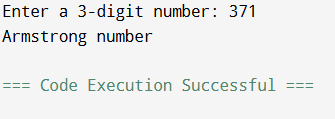 Enter a 3-digit number: 371
Armstrong number
=== Code Execution Successful ===